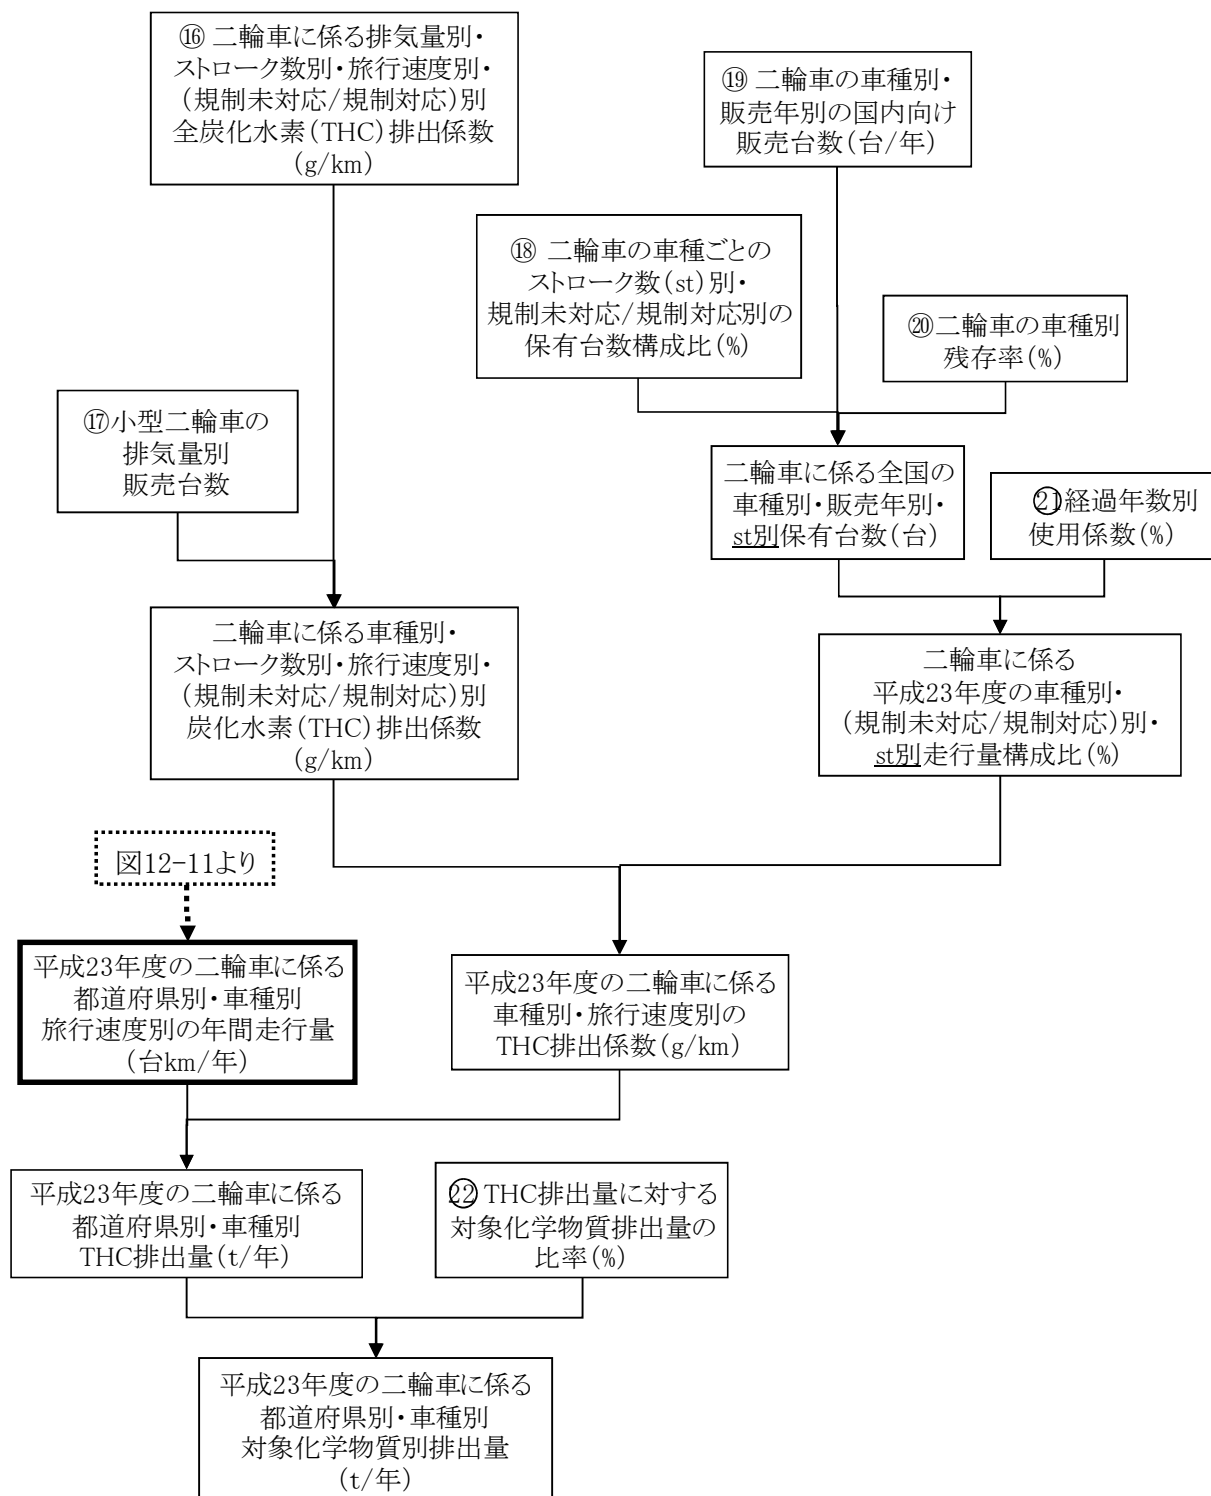 ⑯ 二輪車に係る排気量別・
ストローク数別・旅行速度別・
(規制未対応/規制対応)別
全炭化水素(THC)排出係数
(g/km)
⑲ 二輪車の車種別・
販売年別の国内向け
販売台数(台/年)
⑱ 二輪車の車種ごとの
ストローク数(st)別・
規制未対応/規制対応別の
保有台数構成比(%)
⑳二輪車の車種別
残存率(%)
⑰小型二輪車の
排気量別
販売台数
二輪車に係る全国の
車種別・販売年別・
st別保有台数(台)
㉑経過年数別
使用係数(%)
二輪車に係る車種別・
ストローク数別・旅行速度別・
(規制未対応/規制対応)別
炭化水素(THC)排出係数
(g/km)
二輪車に係る
平成23年度の車種別・
(規制未対応/規制対応)別・
st別走行量構成比(%)
図12-11より
平成23年度の二輪車に係る
都道府県別・車種別
旅行速度別の年間走行量
(台km/年)
平成23年度の二輪車に係る
車種別・旅行速度別の
THC排出係数(g/km)
平成23年度の二輪車に係る
都道府県別・車種別
THC排出量(t/年)
㉒ THC排出量に対する
対象化学物質排出量の
比率(%)
平成23年度の二輪車に係る
都道府県別・車種別
対象化学物質別排出量
(t/年)